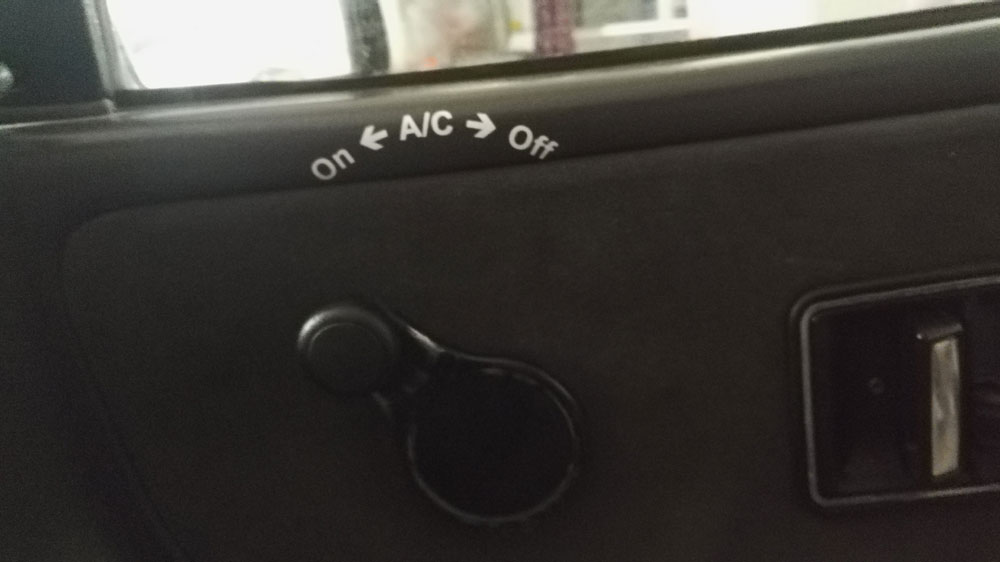 On ← A/C → Off